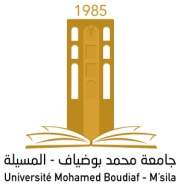 1985
جامعة محمد بوضياف - المسيلة
Université Mohamed Boudiaf - M'sila